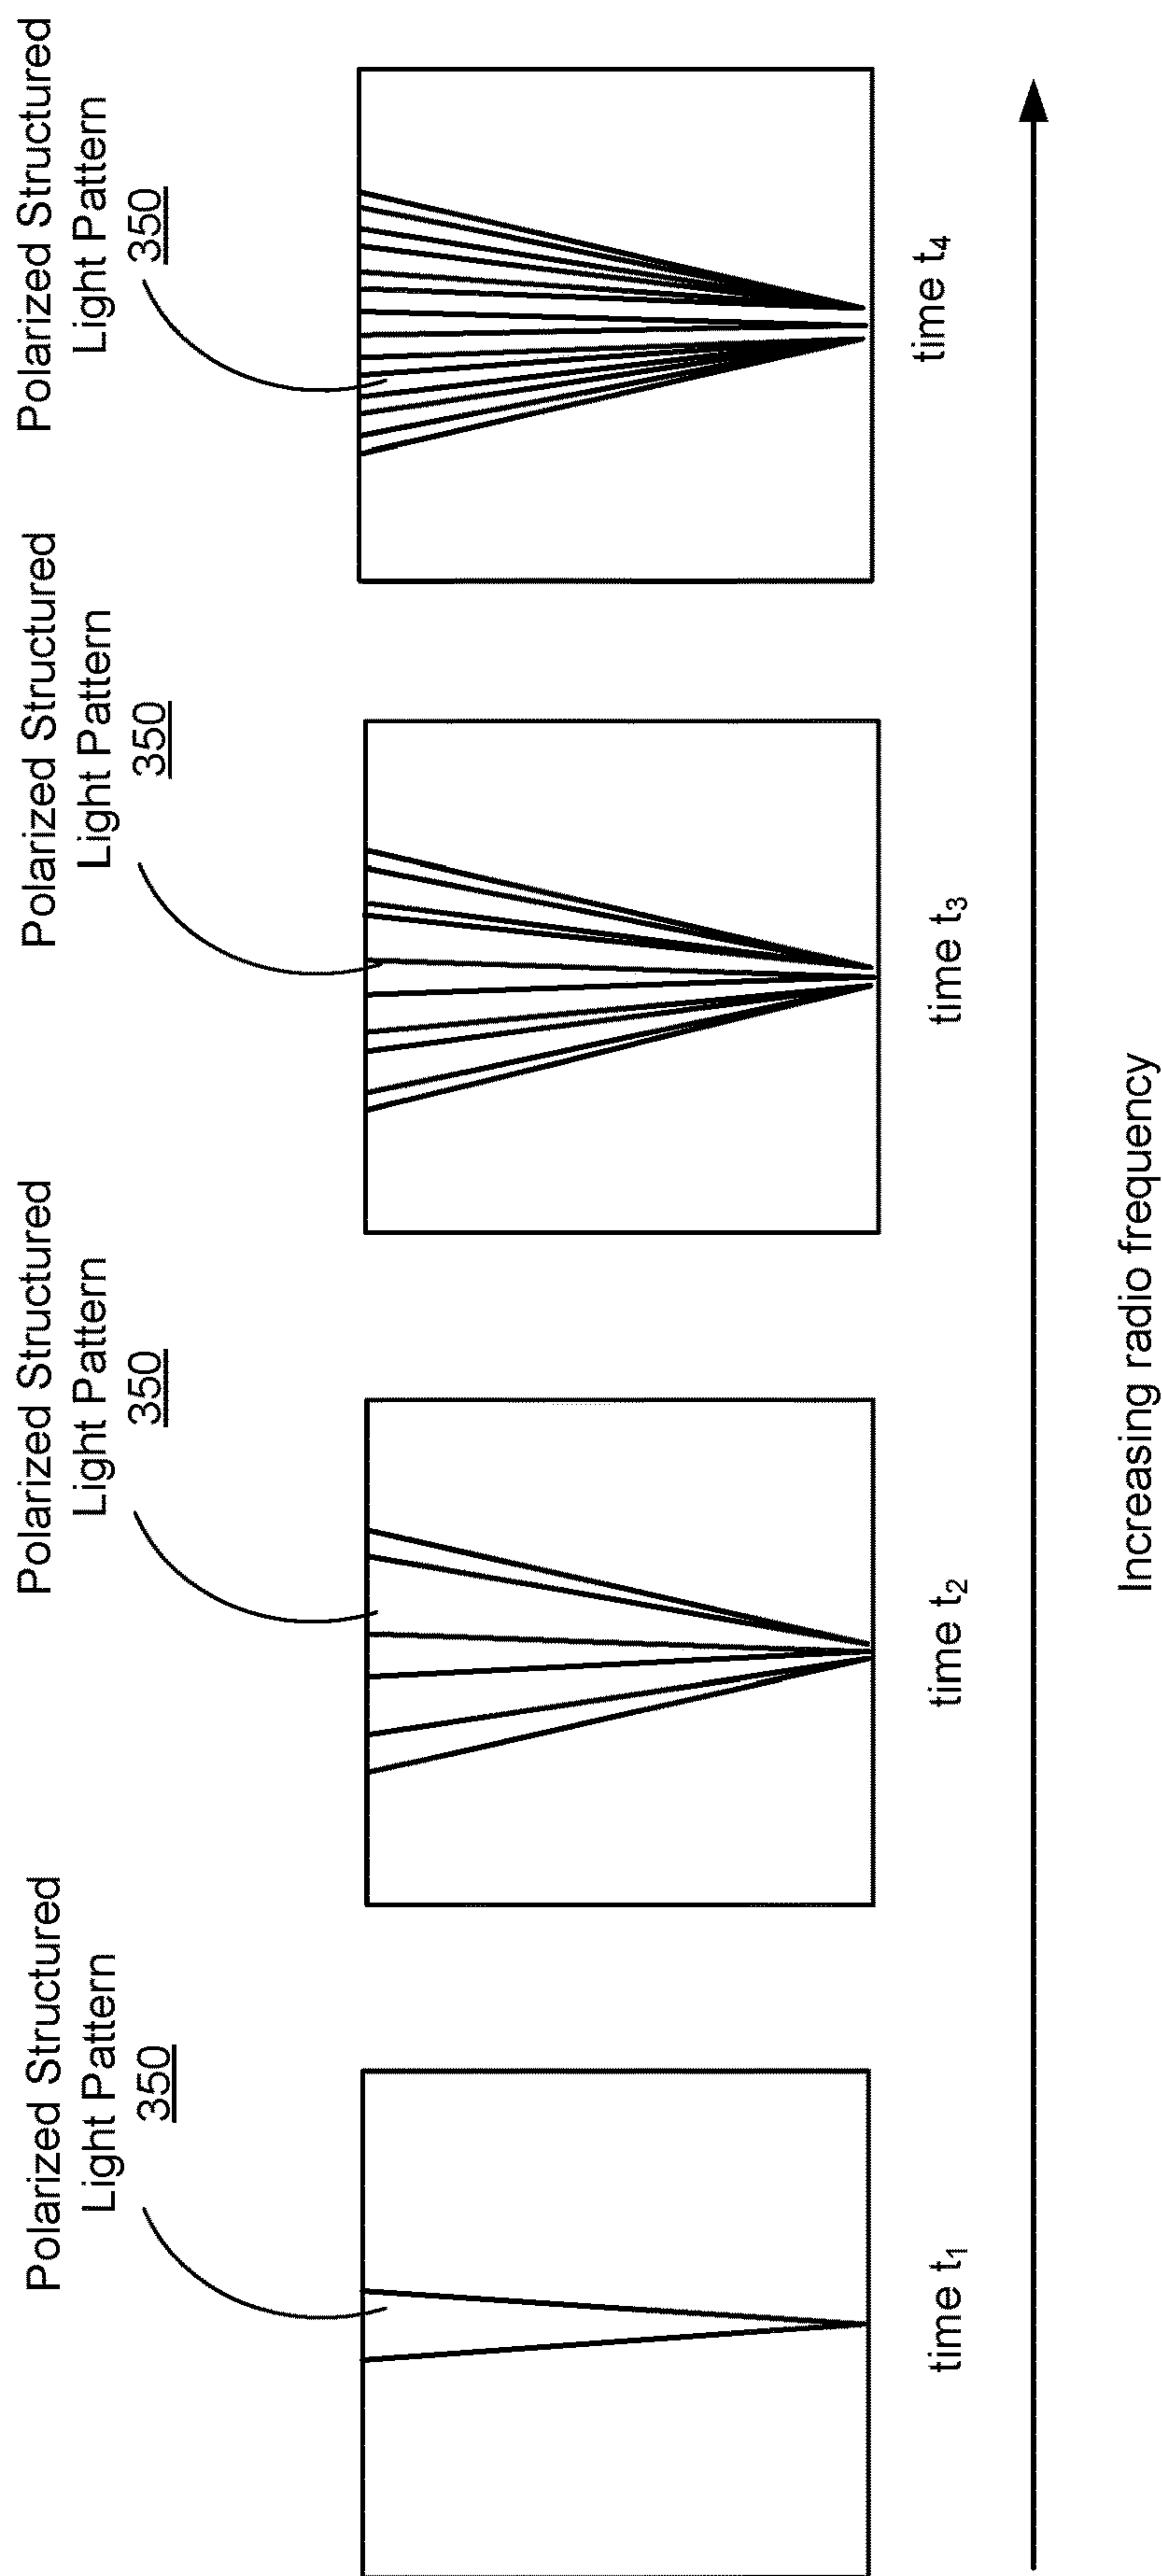 Polarized Structured
Light Pattern
350
time t1
Polarized Structured
Light Pattern
350
time t2
Polarized Structured
Light Pattern
350
time t3
Polarized Structured
Light Pattern
350
time t4
Increasing radio frequency